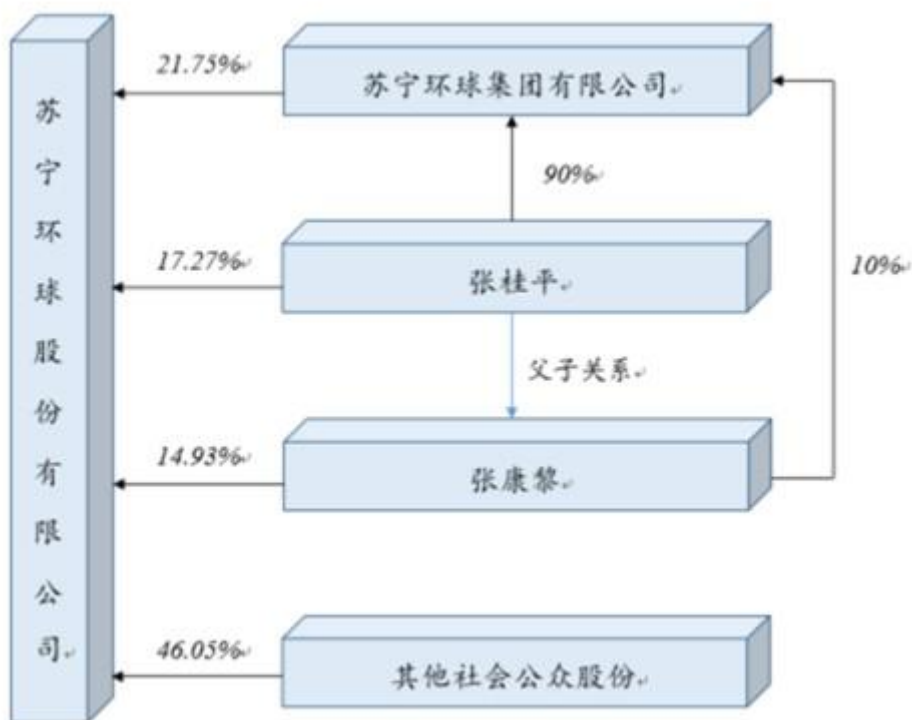 苏宁环球股份有限公司
21.75%
苏宁环球集团有限公司
90%
17.27%
张桂平
10%
父子关系
14.93%
张康黎
46.05%
其他社会公众股份